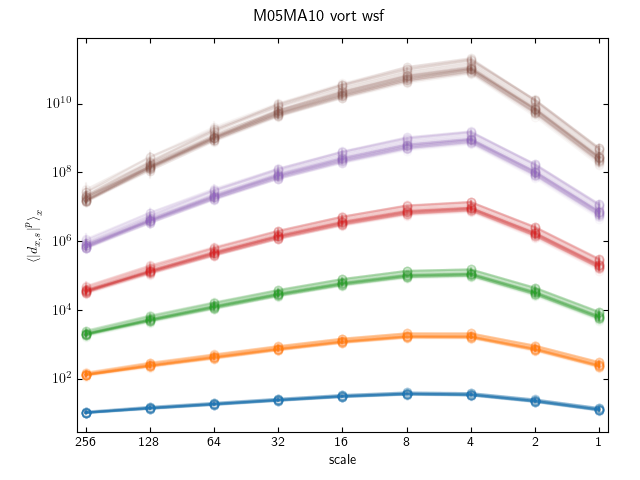 M05MA10 vort wsf
10^{10}
10^{8}
10^{6}
10^{4}
10^{2}
⟨|d_{x,s}|^p⟩_x
256 128 64 32 16 8 4 2 1
scale